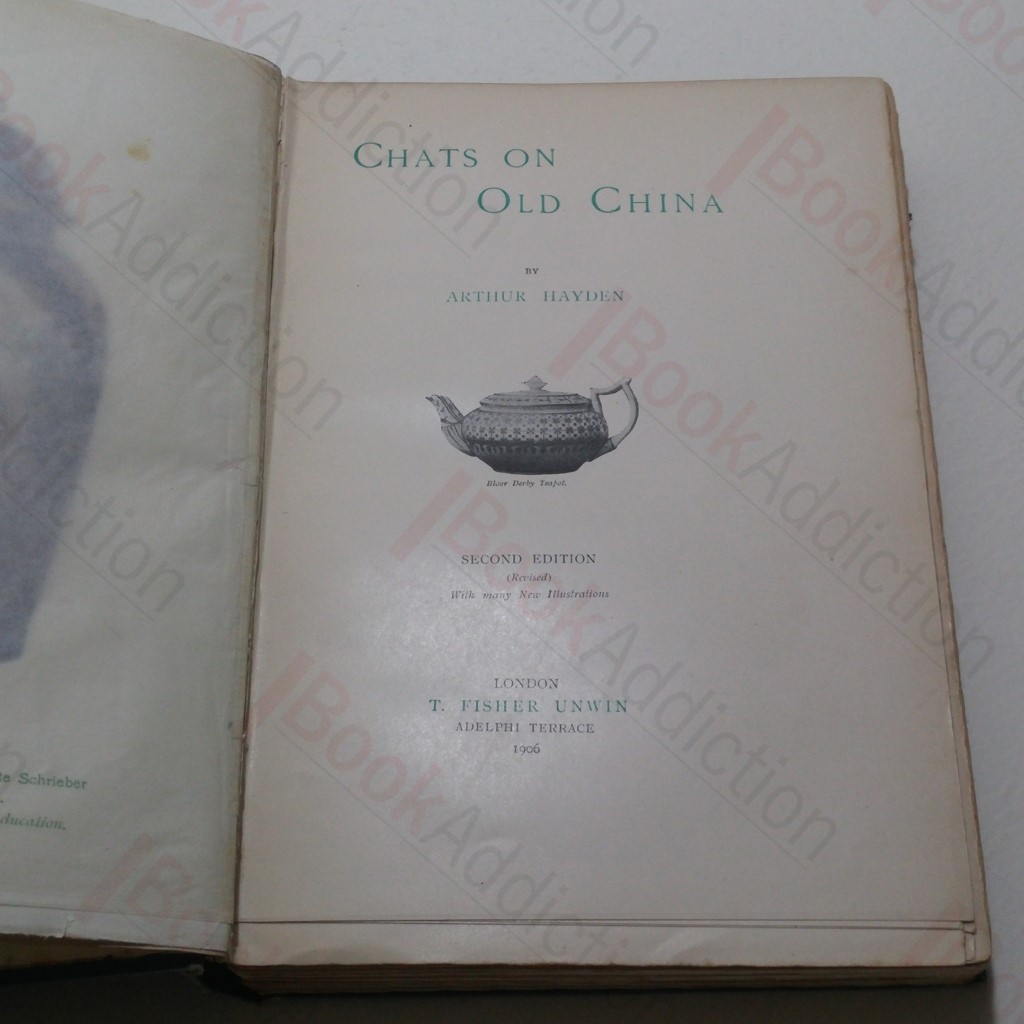 CHATS ON
OLD CHINA
BY
ARTHUR HAYDEN
Bloor Derby Teapot.
SECOND EDITION
(Revised)
With many New Illustrations
LONDON
T. FISHER UNWIN
ADELPHI TERRACE
1906
Schrieber
ducation.
BookAddiction